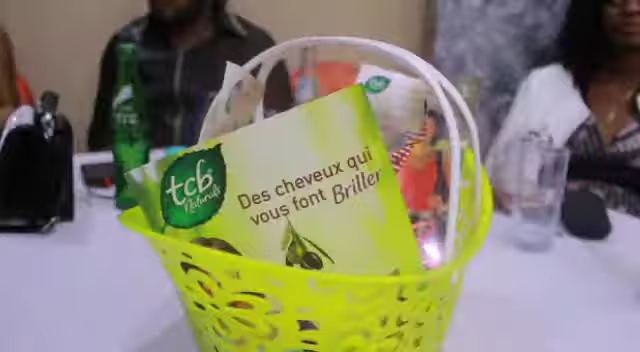 tcb
Naturals
Des cheveux qui
vous font Briller